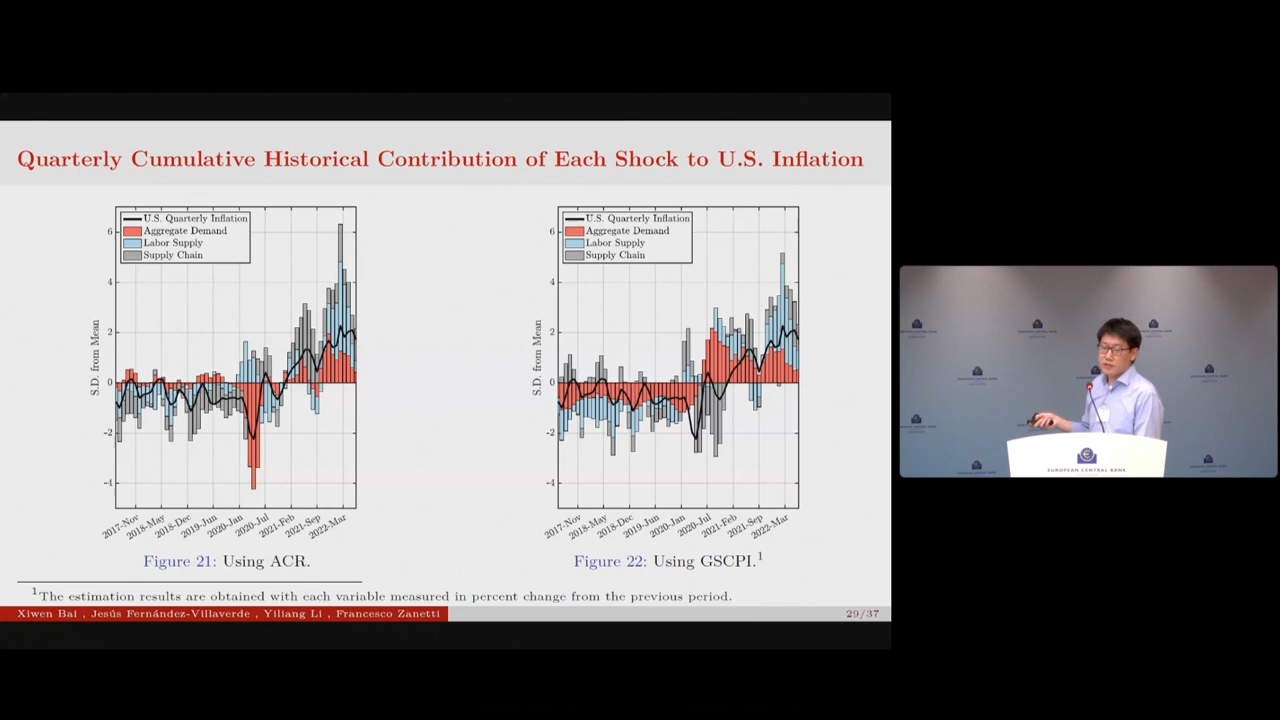 Quarterly Cumulative Historical Contribution of Each Shock to U.S. Inflation
U.S. Quarterly Inflation
Aggregate Demand
Labor Supply
Supply Chain
S.D. from Mean
6
4
2
0
-2
-4
2017-Nov
2018-May
2018-Dec
2019-Jun
2020-Jan
2020-Jul
2021-Feb
2021-Sep
2022-Mar
Figure 21: Using ACR.
U.S. Quarterly Inflation
Aggregate Demand
Labor Supply
Supply Chain
S.D. from Mean
6
4
2
0
-2
-4
2017-Nov
2018-May
2018-Dec
2019-Jun
2020-Jan
2020-Jul
2021-Feb
2021-Sep
2022-Mar
Figure 22: Using GSCPI.1
1The estimation results are obtained with each variable measured in percent change from the previous period.
Xiwen Bai , Jesús Fernández-Villaverde , Yiliang Li , Francesco Zanetti
29/37
EUROPEAN CENTRAL BANK